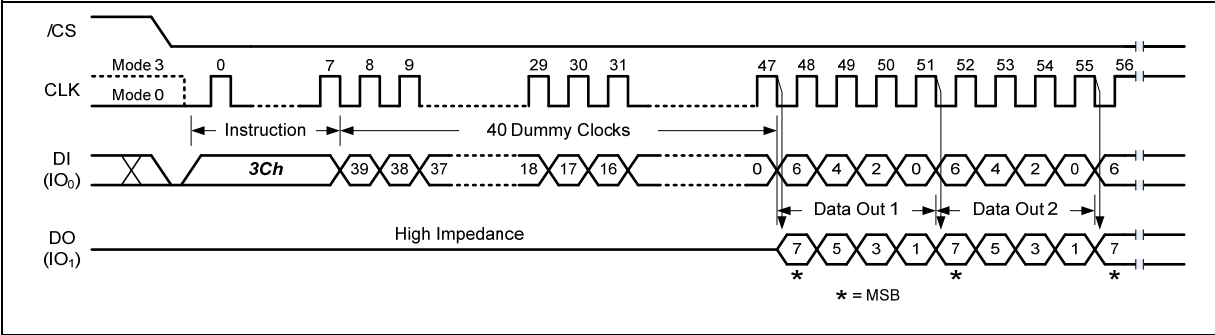 /CS
Mode 3
0 7 8 9 29 30 31 47 48 49 50 51 52 53 54 55 56
CLK
Mode 0
Instruction 40 Dummy Clocks
DI
(IO0)
3Ch 39 38 37 18 17 16 0 6 4 2 0 6 4 2 0 6
Data Out 1 Data Out 2
High Impedance
DO
(IO1)
7 5 3 1 7 5 3 1 7
* * *
* = MSB